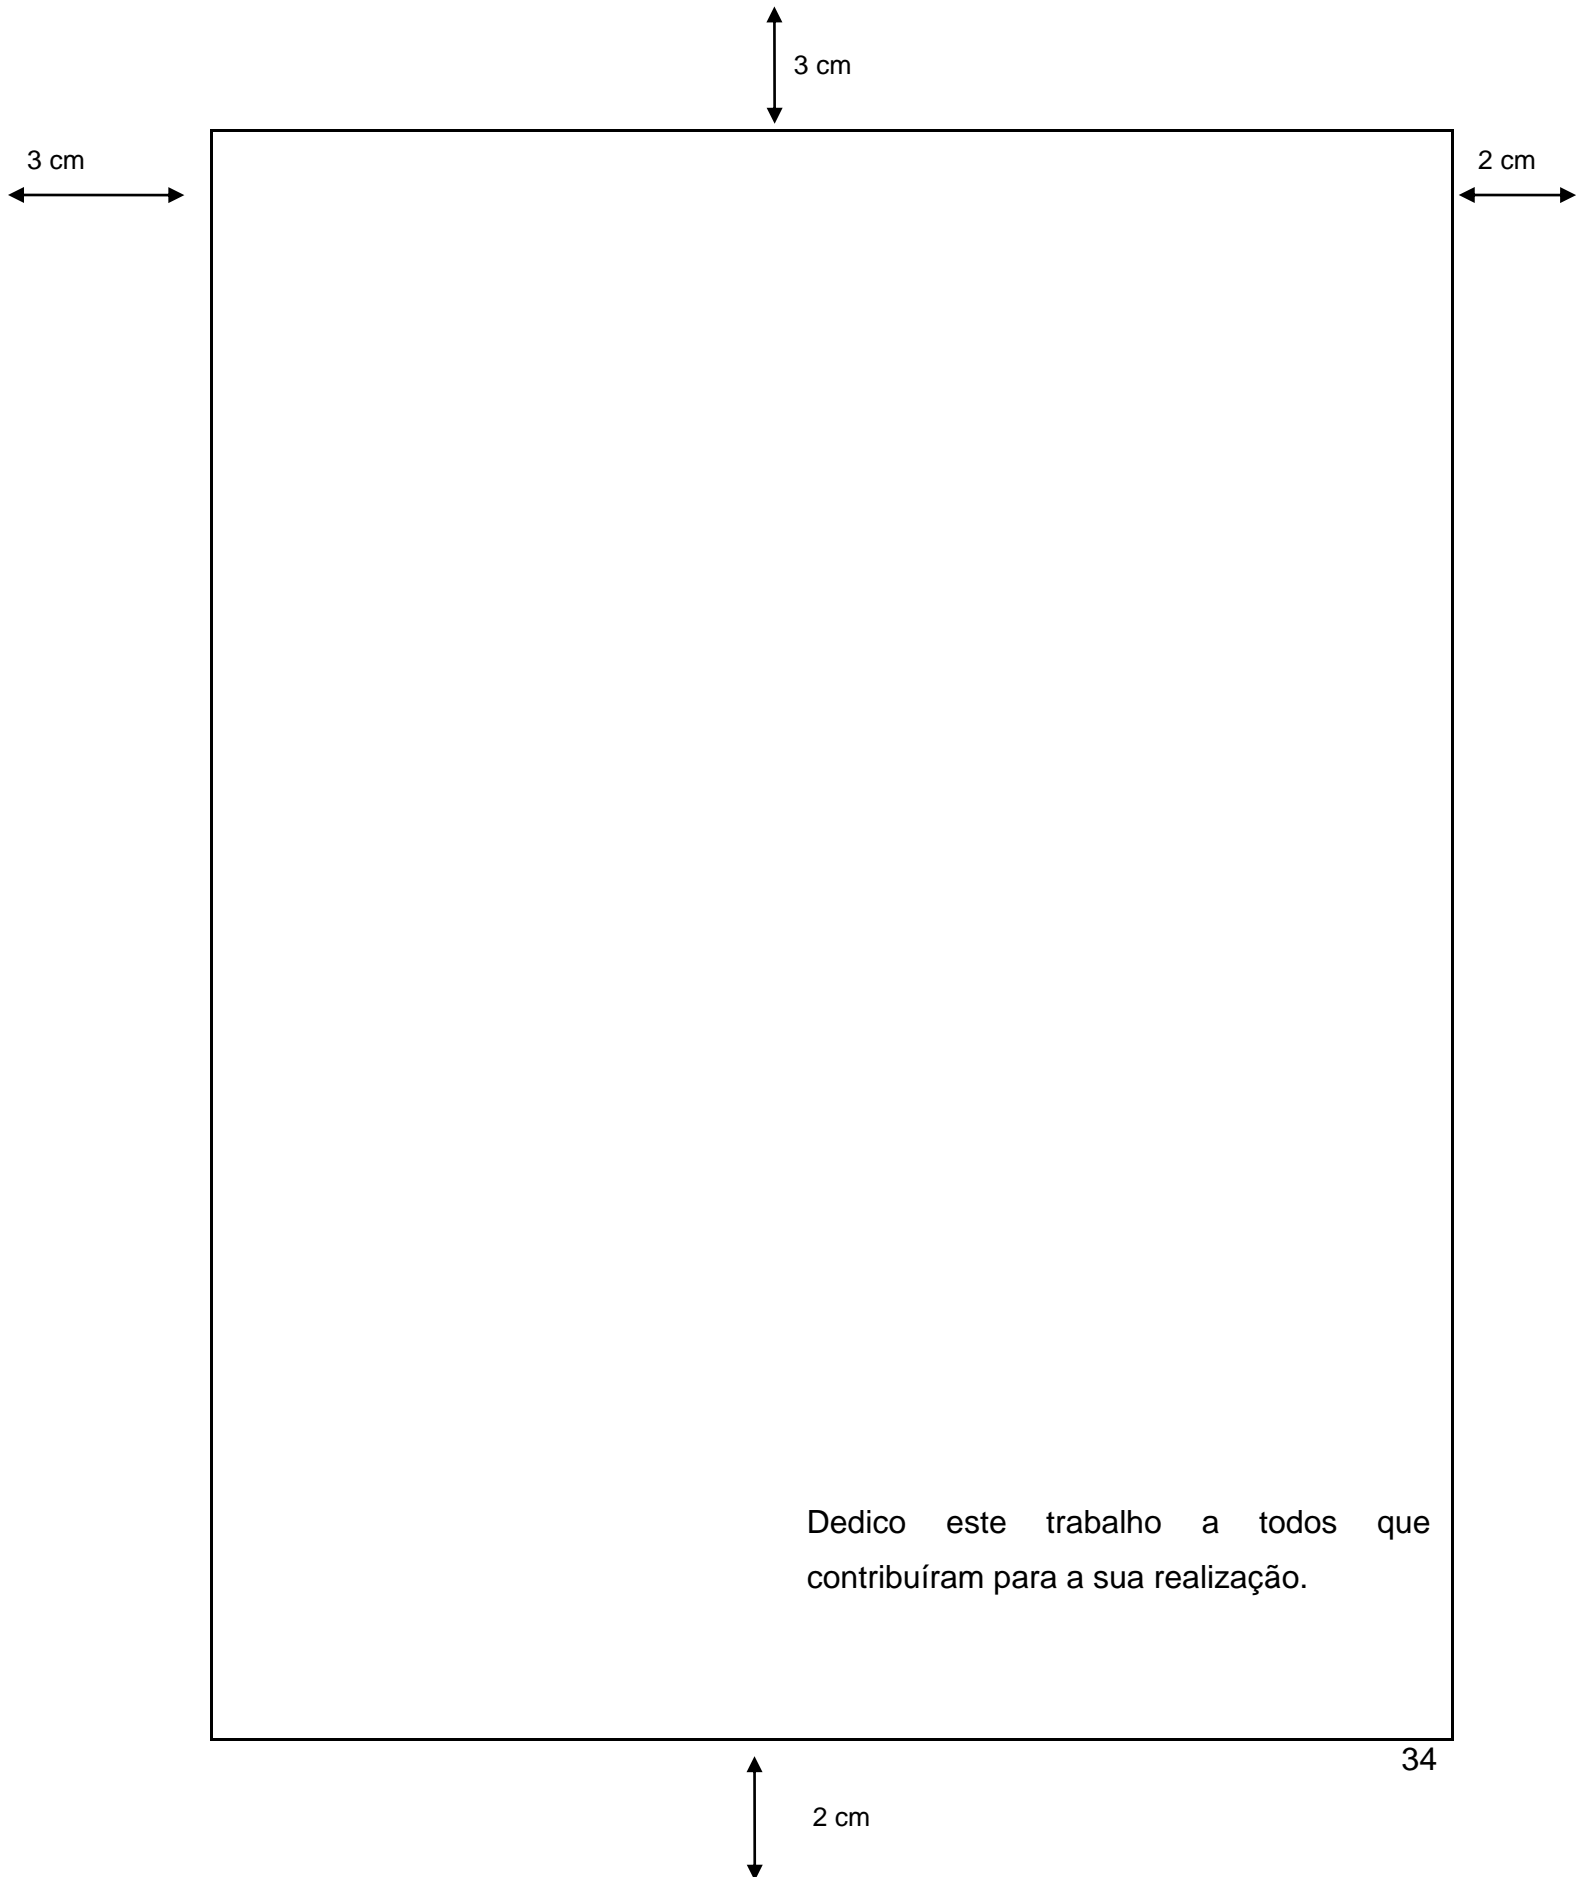 3 cm
3 cm
2 cm
Dedico este trabalho a todos que
contribuíram para a sua realização.
34
2 cm